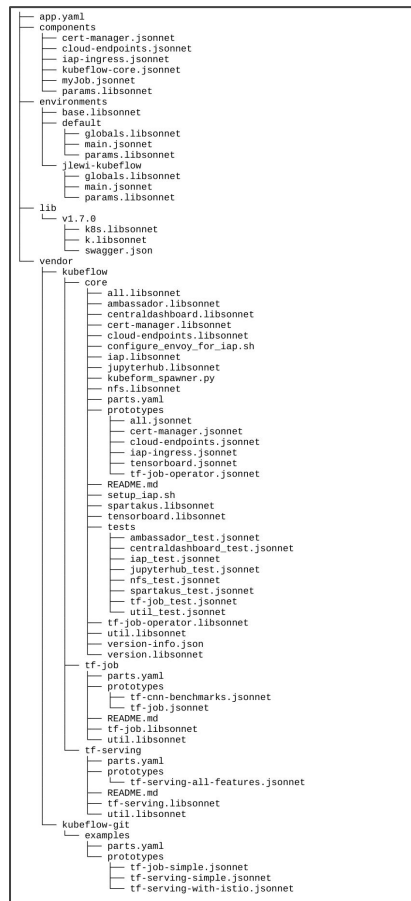 ├── app.yaml
├── components
│   ├── cert-manager.jsonnet
│   ├── cloud-endpoints.jsonnet
│   ├── iap-ingress.jsonnet
│   ├── kubeflow-core.jsonnet
│   ├── myJob.jsonnet
│   └── params.libsonnet
├── environments
│   ├── base.libsonnet
│   ├── default
│   │   ├── globals.libsonnet
│   │   ├── main.jsonnet
│   │   └── params.libsonnet
│   └── jlewi-kubeflow
│       ├── globals.libsonnet
│       ├── main.jsonnet
│       └── params.libsonnet
├── lib
│   └── v1.7.0
│       ├── k8s.libsonnet
│       ├── k.libsonnet
│       └── swagger.json
└── vendor
    ├── kubeflow
    │   ├── core
    │   │   ├── all.libsonnet
    │   │   ├── ambassador.libsonnet
    │   │   ├── centraldashboard.libsonnet
    │   │   ├── cert-manager.libsonnet
    │   │   ├── cloud-endpoints.libsonnet
    │   │   ├── configure_envoy_for_iap.sh
    │   │   ├── iap.libsonnet
    │   │   ├── jupyterhub.libsonnet
    │   │   ├── kubeform_spawner.py
    │   │   ├── nfs.libsonnet
    │   │   ├── parts.yaml
    │   │   ├── prototypes
    │   │   │   ├── all.jsonnet
    │   │   │   ├── cert-manager.jsonnet
    │   │   │   ├── cloud-endpoints.jsonnet
    │   │   │   ├── iap-ingress.jsonnet
    │   │   │   ├── tensorboard.jsonnet
    │   │   │   └── tf-job-operator.jsonnet
    │   │   ├── README.md
    │   │   ├── setup_iap.sh
    │   │   ├── spartakus.libsonnet
    │   │   ├── tensorboard.libsonnet
    │   │   ├── tests
    │   │   │   ├── ambassador_test.jsonnet
    │   │   │   ├── centraldashboard_test.jsonnet
    │   │   │   ├── iap_test.jsonnet
    │   │   │   ├── jupyterhub_test.jsonnet
    │   │   │   ├── nfs_test.jsonnet
    │   │   │   ├── spartakus_test.jsonnet
    │   │   │   ├── tf-job_test.jsonnet
    │   │   │   └── util_test.jsonnet
    │   │   ├── tf-job-operator.libsonnet
    │   │   ├── util.libsonnet
    │   │   ├── version-info.json
    │   │   └── version.libsonnet
    │   ├── tf-job
    │   │   ├── parts.yaml
    │   │   ├── prototypes
    │   │   │   ├── tf-cnn-benchmarks.jsonnet
    │   │   │   └── tf-job.jsonnet
    │   │   ├── README.md
    │   │   ├── tf-job.libsonnet
    │   │   └── util.libsonnet
    │   └── tf-serving
    │       ├── parts.yaml
    │       ├── prototypes
    │       │   └── tf-serving-all-features.jsonnet
    │       ├── README.md
    │       ├── tf-serving.libsonnet
    │       └── util.libsonnet
    └── kubeflow-git
        └── examples
            ├── parts.yaml
            └── prototypes
                ├── tf-job-simple.jsonnet
                ├── tf-serving-simple.jsonnet
                └── tf-serving-with-istio.jsonnet